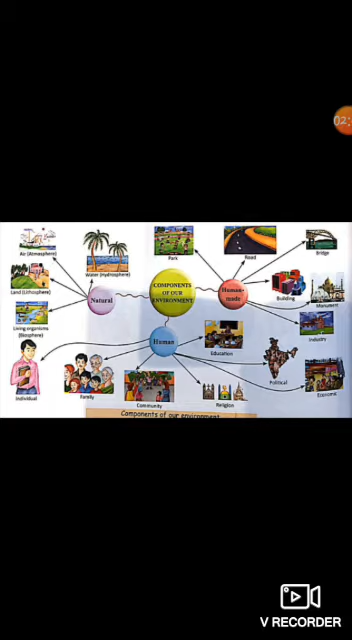 02:
Air (Atmosphere)
Water (Hydrosphere)
Park
Road
Bridge
Land (Lithosphere)
Natural
COMPONENTS
OF OUR
ENVIRONMENT
Human-
made
Building
Monument
Living organisms
(Biosphere)
Industry
Human
Education
Individual
Family
Community
Religion
Political
Economic
Components of our environment
V RECORDER